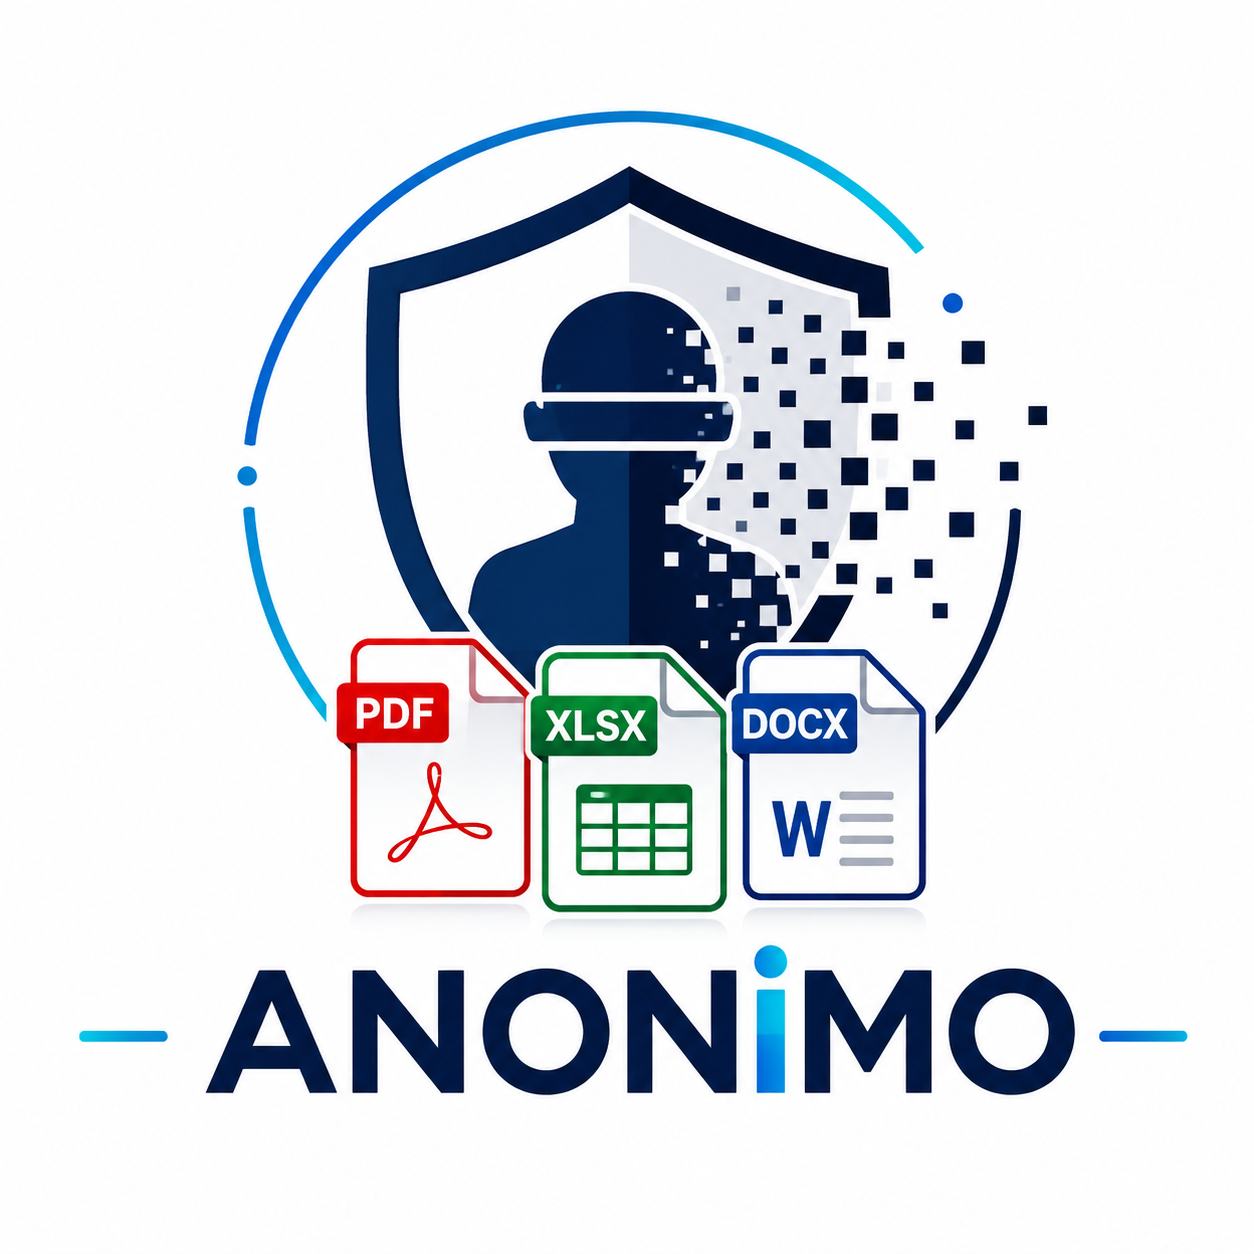 PDF
XLSX
DOCX
W
ANONiMO